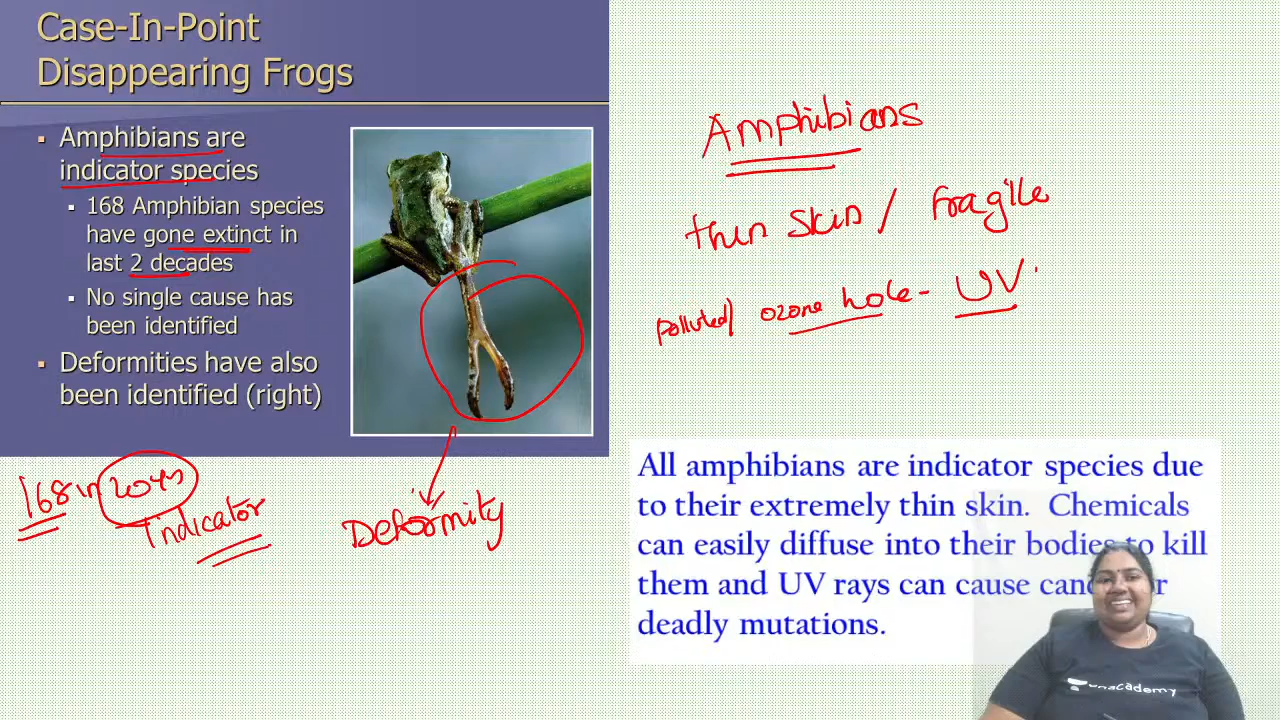 Case-In-Point
Disappearing Frogs
Amphibians are
indicator species
168 Amphibian species
have gone extinct in
last 2 decades
No single cause has
been identified
Deformities have also
been identified (right)
168 in 20 yrs
Indicator
Deformity
Amphibians
thin skin / fragile
polluted/ ozone hole - UV
All amphibians are indicator species due
to their extremely thin skin. Chemicals
can easily diffuse into their bodies to kill
them and UV rays can cause
deadly mutations.
unacademy